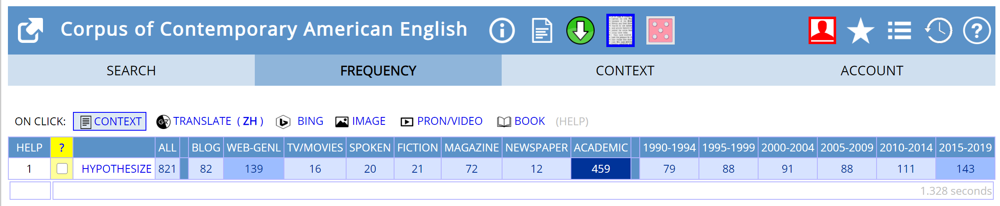 Corpus of Contemporary American English
SEARCH FREQUENCY CONTEXT ACCOUNT
ON CLICK: CONTEXT TRANSLATE ( ZH ) BING IMAGE PRON/VIDEO BOOK (HELP)
HELP ? ALL BLOG WEB-GENL TV/MOVIES SPOKEN FICTION MAGAZINE NEWSPAPER ACADEMIC 1990-1994 1995-1999 2000-2004 2005-2009 2010-2014 2015-2019
1 HYPOTHESIZE 821 82 139 16 20 21 72 12 459 79 88 91 88 111 143
1.328 seconds